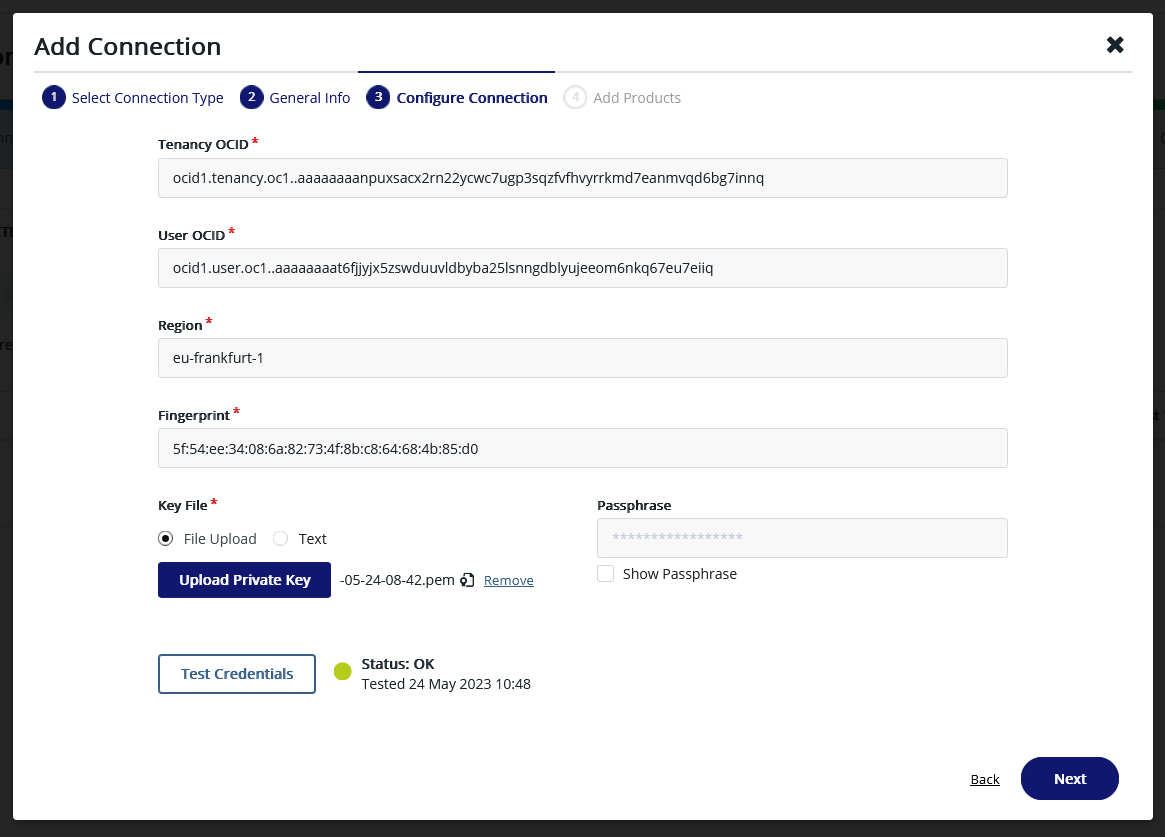 Add Connection
1 Select Connection Type 2 General Info 3 Configure Connection 4 Add Products
Tenancy OCID *
ocid1.tenancy.oc1..aaaaaaaanpuxsacx2rn22ycwc7ugp3sqzfvfhvyrrkmd7eanmvqd6bg7innq
User OCID *
ocid1.user.oc1..aaaaaaaat6fjjyjx5zswduuvldbyba25lsnngdblyujeeom6nkq67eu7eiiq
Region *
eu-frankfurt-1
Fingerprint *
5f:54:ee:34:08:6a:82:73:4f:8b:c8:64:68:4b:85:d0
Key File * Passphrase
File Upload Text *****************
Upload Private Key -05-24-08-42.pem Remove Show Passphrase
Test Credentials Status: OK
Tested 24 May 2023 10:48
Back Next